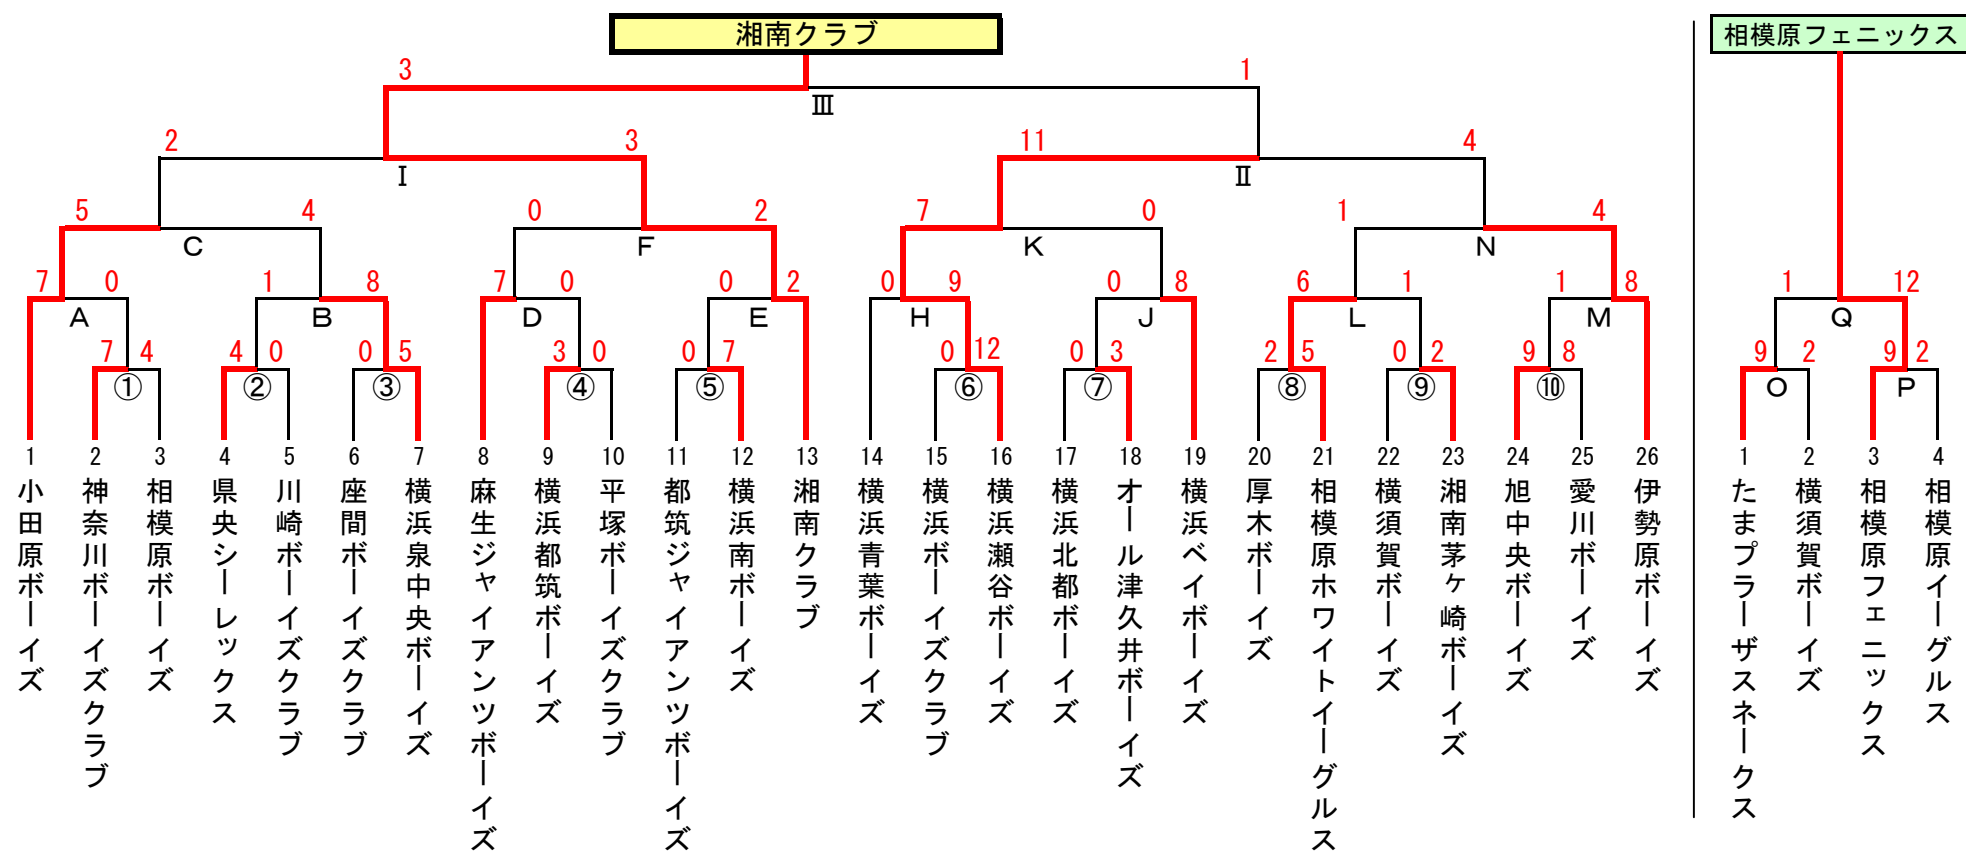 湘南クラブ
相模原フェニックス
3 1
Ⅲ
2 3 11 4
Ⅰ Ⅱ
5 4 0 2 7 0 1 4
C F K N
7 0 1 8 7 0 0 2 0 9 0 8 6 1 1 8 1 12
A B D E H J L M Q
7 4 4 0 0 5 3 0 0 7 0 12 0 3 2 5 0 2 9 8 9 2 9 2
① ② ③ ④ ⑤ ⑥ ⑦ ⑧ ⑨ ⑩ O P
1 2 3 4 5 6 7 8 9 10 11 12 13 14 15 16 17 18 19 20 21 22 23 24 25 26 1 2 3 4
小田原ボーイズ
神奈川ボーイズクラブ
相模原ボーイズ
県央シーレックス
川崎ボーイズクラブ
座間ボーイズクラブ
横浜泉中央ボーイズ
麻生ジャイアンツボーイズ
横浜都筑ボーイズ
平塚ボーイズクラブ
都筑ジャイアンツボーイズ
横浜南ボーイズ
湘南クラブ
横浜青葉ボーイズ
横浜ボーイズクラブ
横浜瀬谷ボーイズ
横浜北都ボーイズ
オール津久井ボーイズ
横浜ベイボーイズ
厚木ボーイズ
相模原ホワイトイーグルス
横須賀ボーイズ
湘南茅ヶ崎ボーイズ
旭中央ボーイズ
愛川ボーイズ
伊勢原ボーイズ
たまプラーザスネークス
横須賀ボーイズ
相模原フェニックス
相模原イーグルス